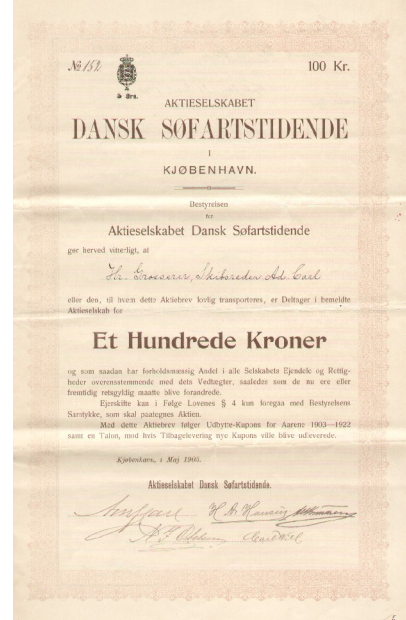 No 152
100 Kr.
5 Øre.
AKTIESELSKABET
DANSK SØFARTSTIDENDE
I
KJØBENHAVN.
Bestyrelsen
for
Aktieselskabet Dansk Søfartstidende
gør herved vitterligt, at
Hr. Grosserer, Skibsreder Ad. Carl
eller den, til hvem dette Aktiebrev lovlig transporteres, er Deltager i bemeldte
Aktieselskab for
Et Hundrede Kroner
og som saadan har forholdsmæssig Andel i alle Selskabets Ejendele og Rettig-
heder overensstemmende med dets Vedtægter, saaledes som de nu ere eller
fremtidig retsgyldig maatte blive forandrede.
Ejerskifte kan i Følge Lovenes § 4 kun foregaa med Bestyrelsens
Samtykke, som skal paategnes Aktien.
Med dette Aktiebrev følger Udbytte-Kupons for Aarene 1903—1922
samt en Talon, mod hvis Tilbagelevering nye Kupons ville blive udleverede.
Kjøbenhavn, i Maj 1903.
Aktieselskabet Dansk Søfartstidende.
H. A. Hansing